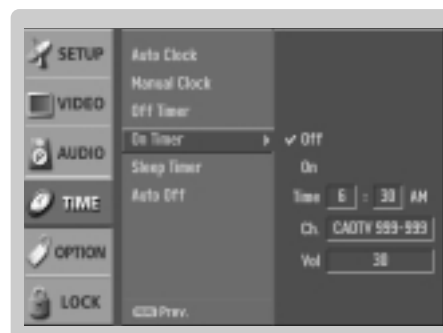 SETUP
VIDEO
AUDIO
TIME
OPTION
LOCK
Auto Clock
Manual Clock
Off Timer
On Timer
Sleep Timer
Auto Off
Prev.
Off
On
Time 6 : 30 AM
Ch. CADTV 999-999
Vol 30